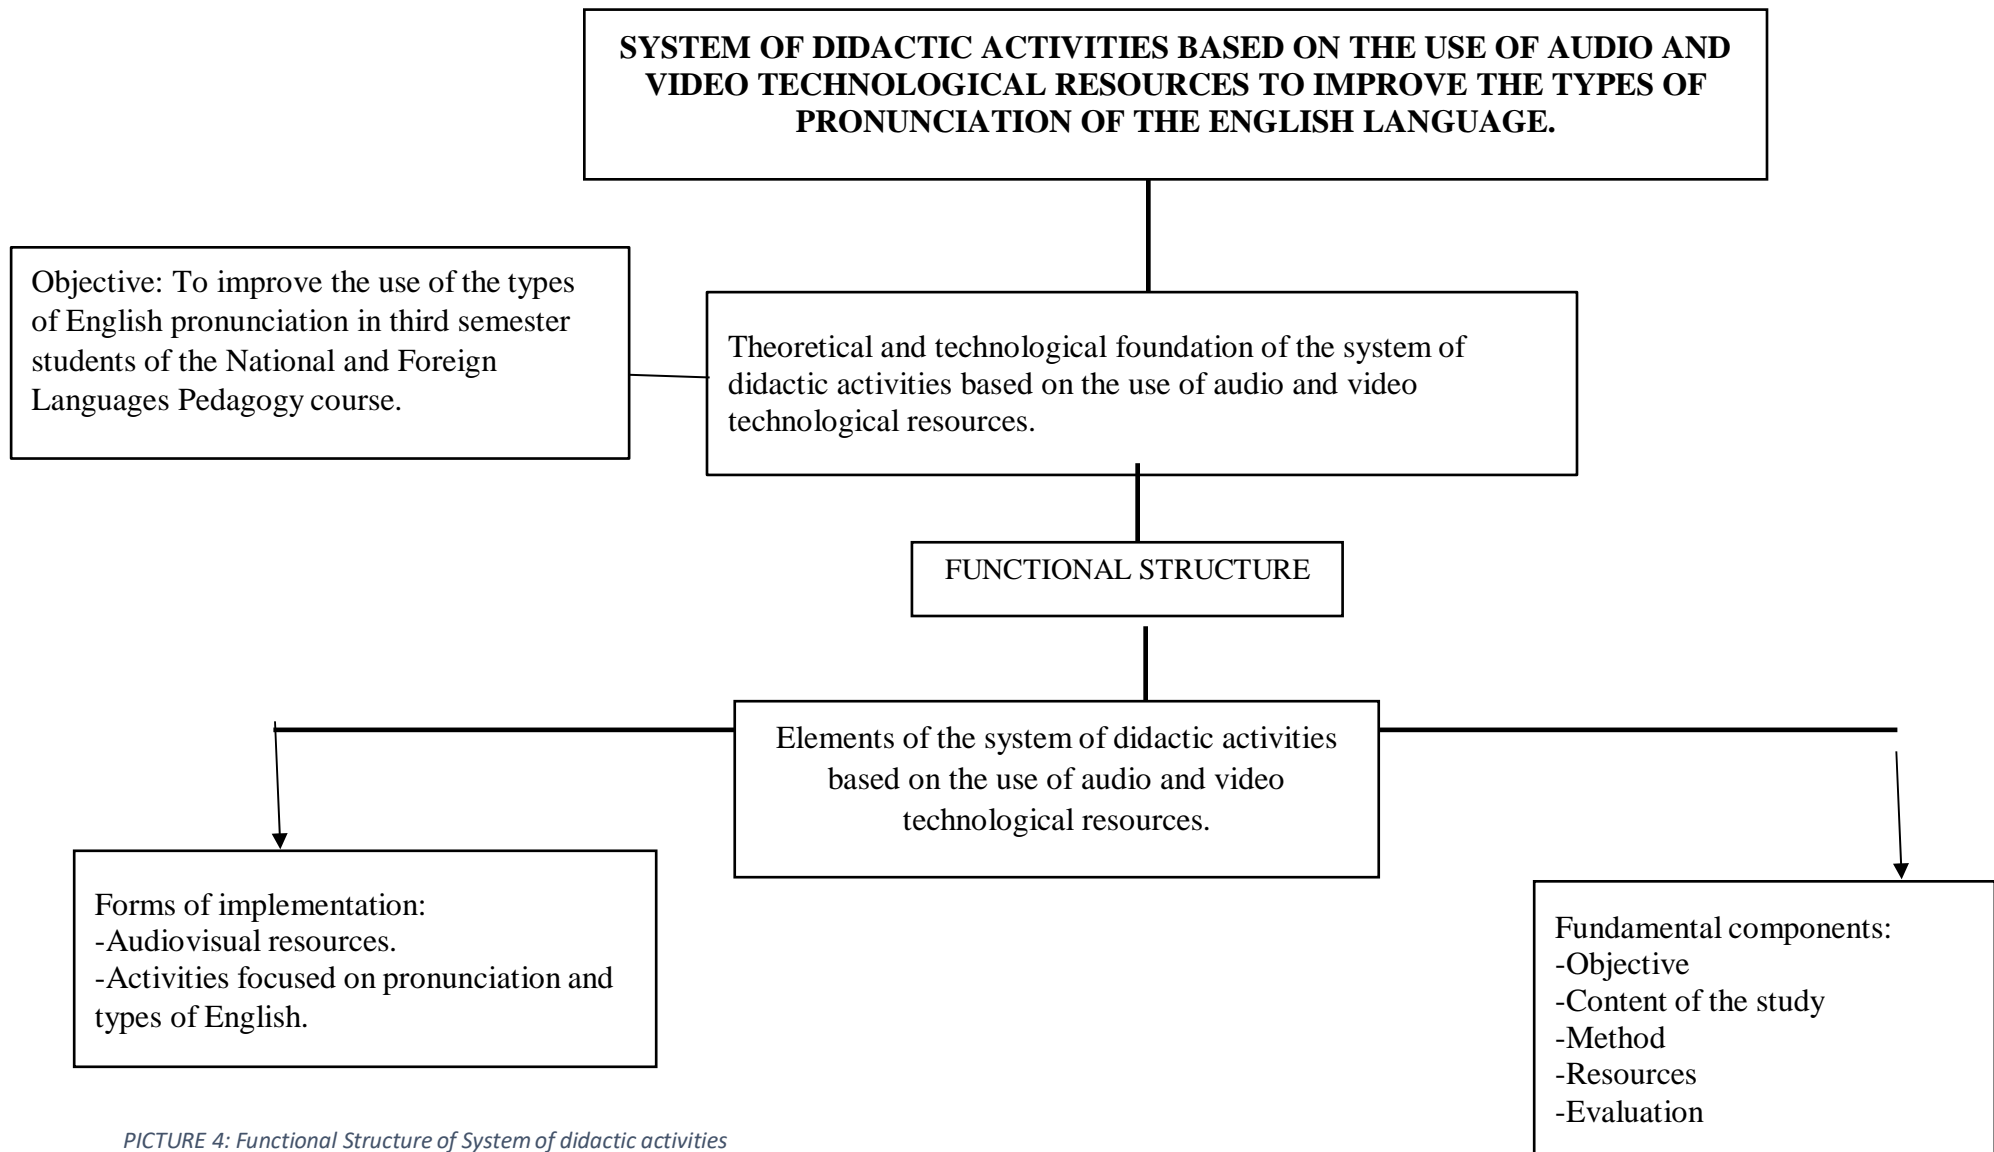 SYSTEM OF DIDACTIC ACTIVITIES BASED ON THE USE OF AUDIO AND
VIDEO TECHNOLOGICAL RESOURCES TO IMPROVE THE TYPES OF
PRONUNCIATION OF THE ENGLISH LANGUAGE.
Objective: To improve the use of the types
of English pronunciation in third semester
students of the National and Foreign
Languages Pedagogy course.
Theoretical and technological foundation of the system of
didactic activities based on the use of audio and video
technological resources.
FUNCTIONAL STRUCTURE
Elements of the system of didactic activities
based on the use of audio and video
technological resources.
Forms of implementation:
-Audiovisual resources.
-Activities focused on pronunciation and
types of English.
Fundamental components:
-Objective
-Content of the study
-Method
-Resources
-Evaluation
PICTURE 4: Functional Structure of System of didactic activities